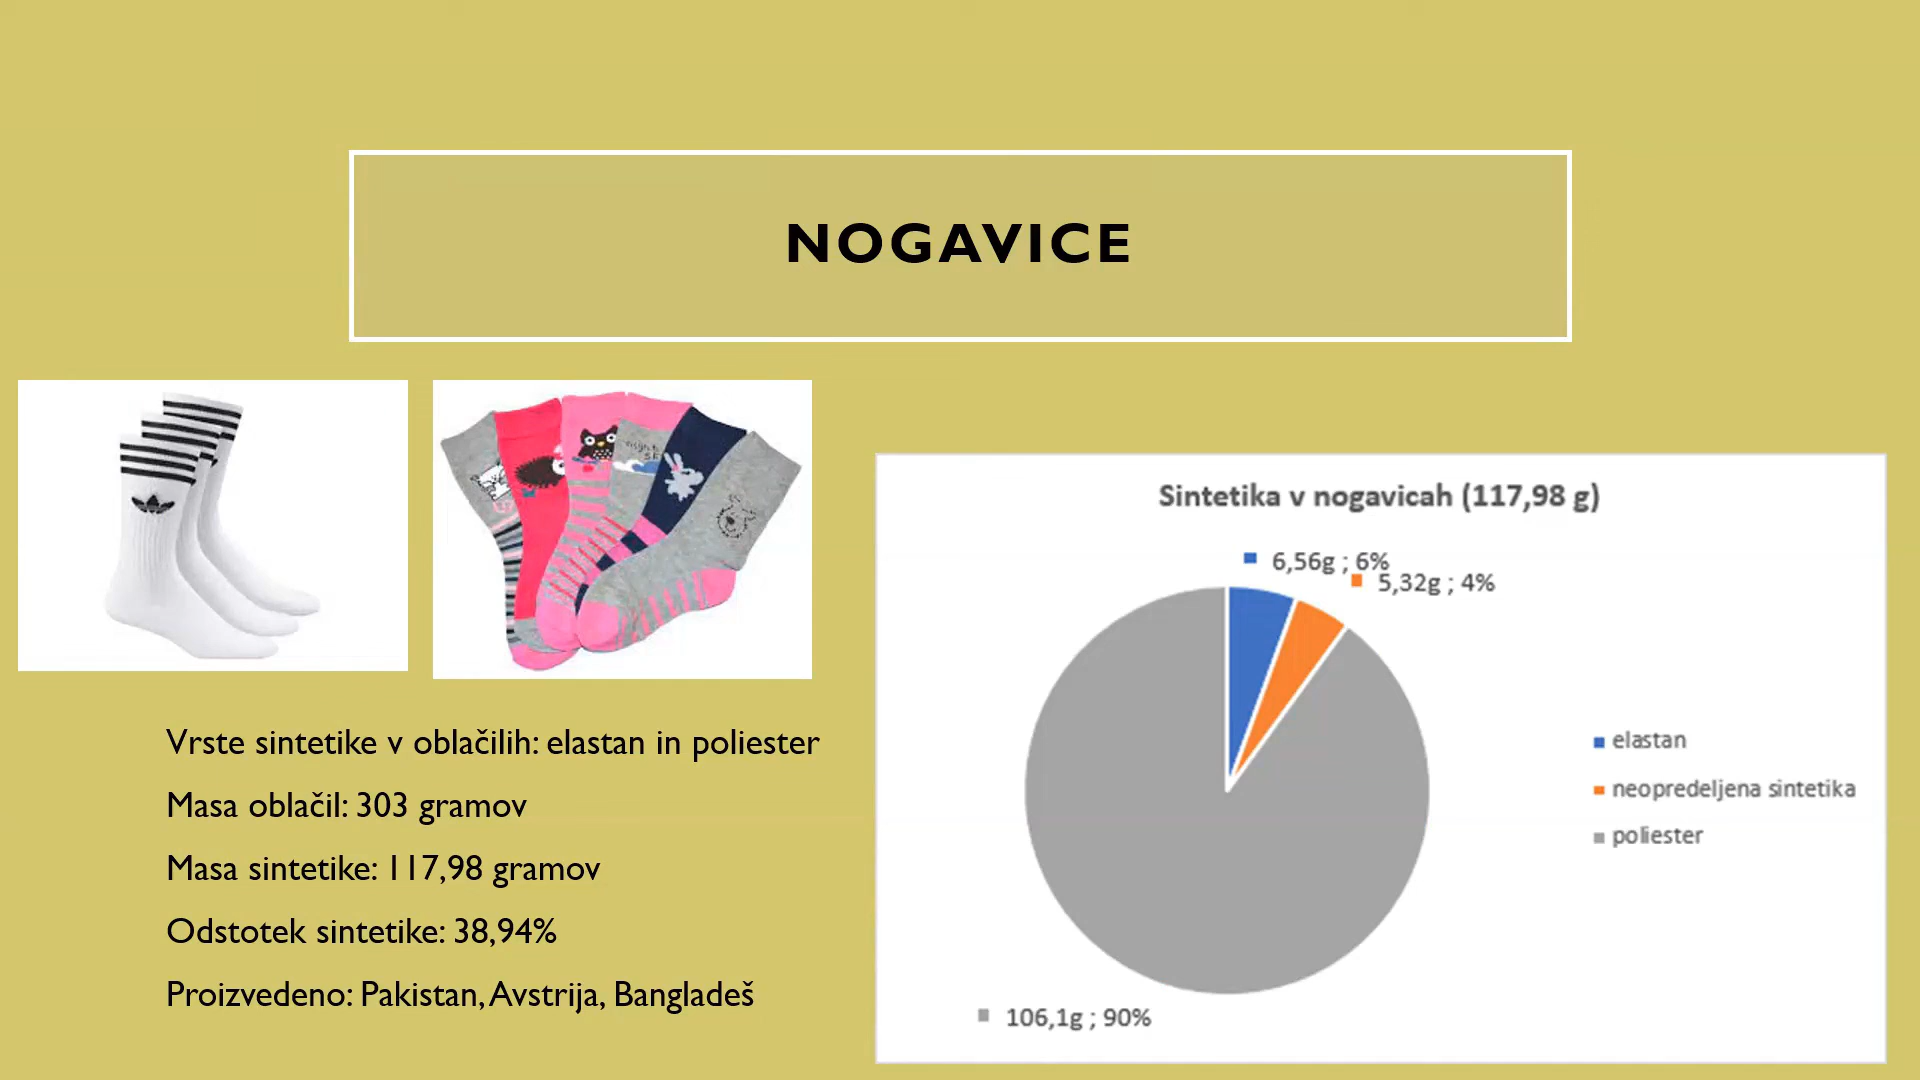 NOGAVICE
Vrste sintetike v oblačilih: elastan in poliester
Masa oblačil: 303 gramov
Masa sintetike: 117,98 gramov
Odstotek sintetike: 38,94%
Proizvedeno: Pakistan, Avstrija, Bangladeš
Sintetika v nogavicah (117,98 g)
6,56g ; 6%
5,32g ; 4%
elastan
neopredeljena sintetika
poliester
106,1g ; 90%